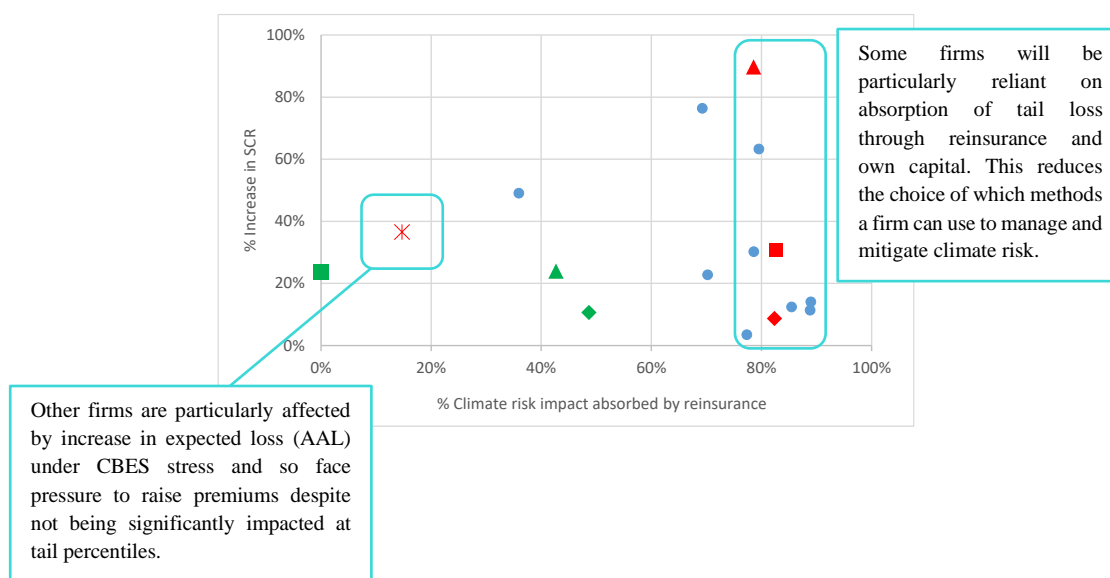 100%
80%
60%
40%
20%
0%
% Increase in SCR
0%
20%
40%
60%
80%
100%
% Climate risk impact absorbed by reinsurance
Some firms will be
particularly reliant on
absorption of tail loss
through reinsurance and
own capital. This reduces
the choice of which methods
a firm can use to manage and
mitigate climate risk.
Other firms are particularly affected
by increase in expected loss (AAL)
under CBES stress and so face
pressure to raise premiums despite
not being significantly impacted at
tail percentiles.